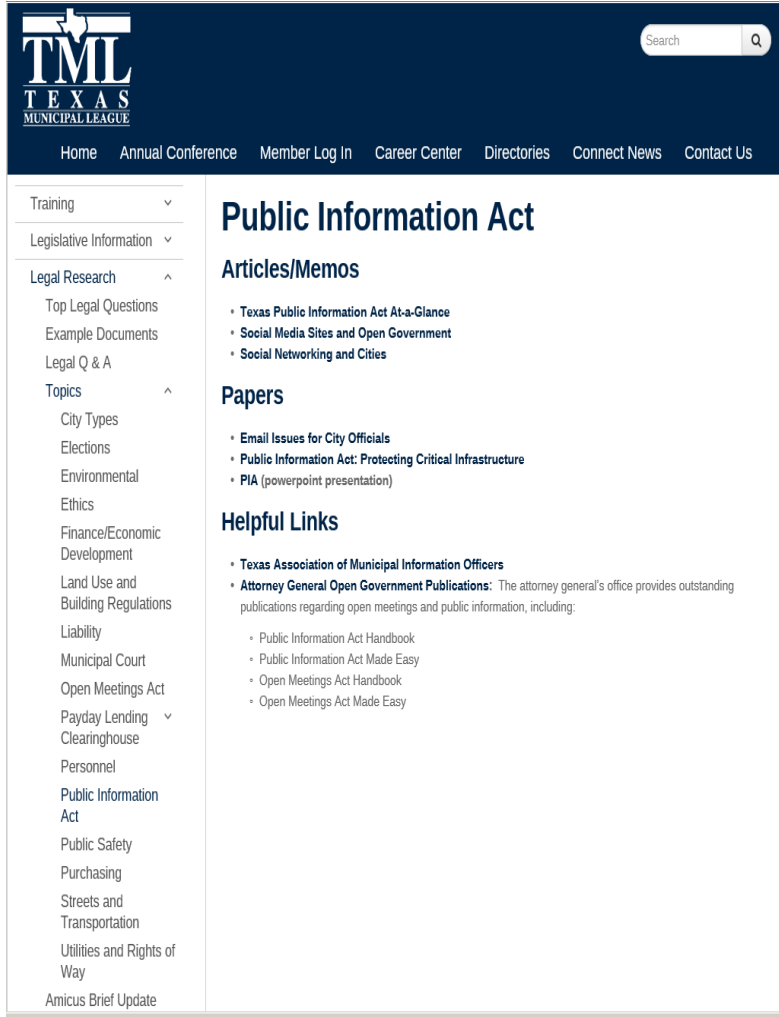 TML
TEXAS
MUNICIPAL LEAGUE
Search
Home Annual Conference Member Log In Career Center Directories Connect News Contact Us
Training
Legislative Information
Legal Research
Top Legal Questions
Example Documents
Legal Q & A
Topics
City Types
Elections
Environmental
Ethics
Finance/Economic
Development
Land Use and
Building Regulations
Liability
Municipal Court
Open Meetings Act
Payday Lending
Clearinghouse
Personnel
Public Information
Act
Public Safety
Purchasing
Streets and
Transportation
Utilities and Rights of
Way
Amicus Brief Update
Public Information Act
Articles/Memos
• Texas Public Information Act At-a-Glance
• Social Media Sites and Open Government
• Social Networking and Cities
Papers
• Email Issues for City Officials
• Public Information Act: Protecting Critical Infrastructure
• PIA (powerpoint presentation)
Helpful Links
• Texas Association of Municipal Information Officers
• Attorney General Open Government Publications: The attorney general's office provides outstanding
publications regarding open meetings and public information, including:
◦ Public Information Act Handbook
◦ Public Information Act Made Easy
◦ Open Meetings Act Handbook
◦ Open Meetings Act Made Easy